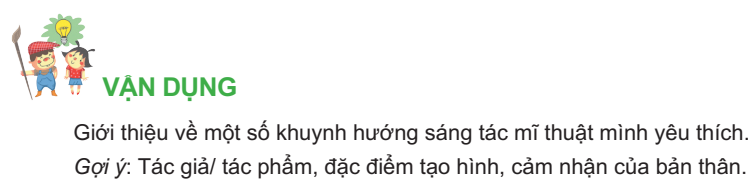 VẬN DỤNG
Giới thiệu về một số khuynh hướng sáng tác mĩ thuật mình yêu thích.
Gợi ý: Tác giả/ tác phẩm, đặc điểm tạo hình, cảm nhận của bản thân.